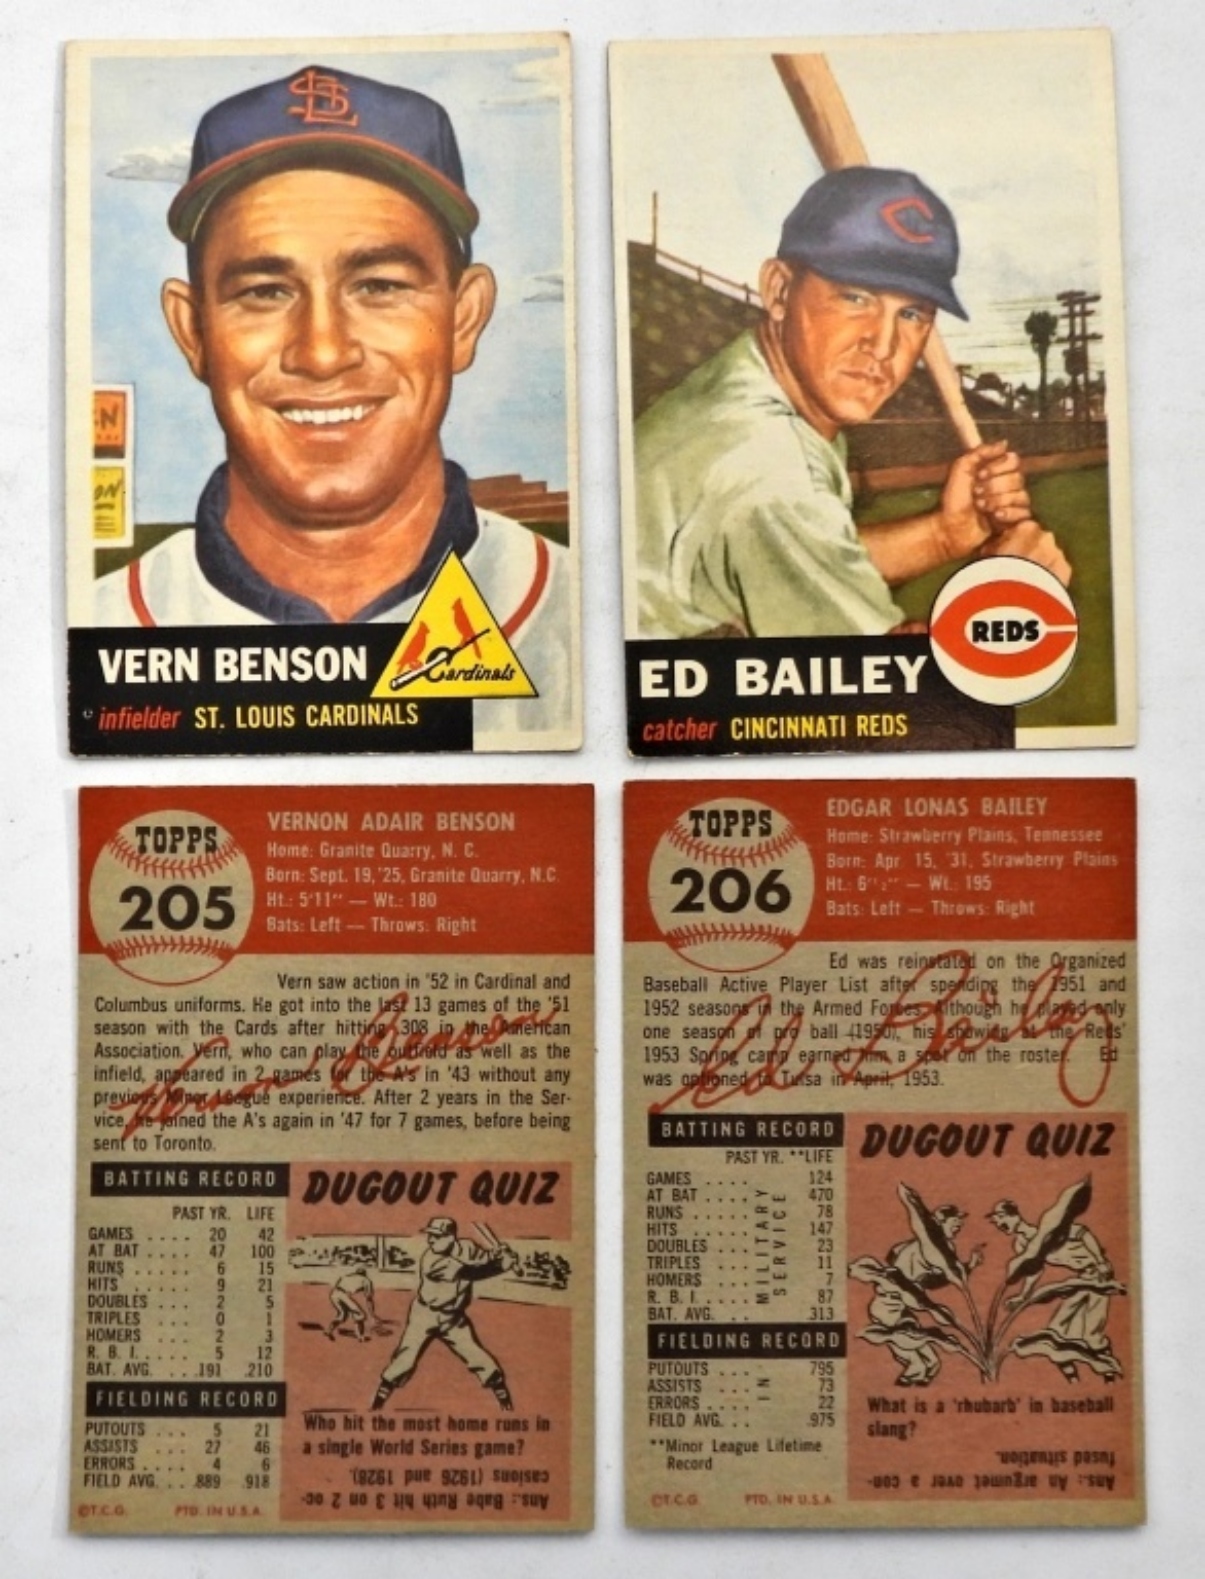 StL
N
ON
VERN BENSON
Cardinals
infielder ST. LOUIS CARDINALS
C
REDS
ED BAILEY
catcher CINCINNATI REDS
TOPPS
205
VERNON ADAIR BENSON
Home: Granite Quarry, N. C.
Born: Sept. 19, '25, Granite Quarry, N.C.
Ht.: 5'11" — Wt.: 180
Bats: Left — Throws: Right
Vern saw action in '52 in Cardinal and
Columbus uniforms. He got into the last 13 games of the '51
season with the Cards after hitting .308 in the American
Association. Vern, who can play the outfield as well as the
infield, appeared in 2 games for the A's in '43 without any
previous Minor League experience. After 2 years in the Ser-
vice, he joined the A's again in '47 for 7 games, before being
sent to Toronto.
Vernon Benson
BATTING RECORD
PAST YR. LIFE
GAMES .... 20 42
AT BAT .... 47 100
RUNS ..... 6 15
HITS ..... 9 21
DOUBLES ... 2 5
TRIPLES ... 0 1
HOMERS ... 2 3
R. B. I. .... 5 12
BAT. AVG. ... .191 .210
FIELDING RECORD
PUTOUTS ... 5 21
ASSISTS ... 27 46
ERRORS .... 4 6
FIELD AVG. ... .889 .918
©T.C.G. PTD. IN U.S.A.
DUGOUT QUIZ
Who hit the most home runs in
a single World Series game?
Ans.: Babe Ruth hit 3 on 2 oc-
casions (1926 and 1928).
TOPPS
206
EDGAR LONAS BAILEY
Home: Strawberry Plains, Tennessee
Born: Apr. 15, '31, Strawberry Plains
Ht.: 6' ½" — Wt.: 195
Bats: Left — Throws: Right
Ed was reinstated on the Organized
Baseball Active Player List after spending the 1951 and
1952 seasons in the Armed Forces. Although he played only
one season of pro ball (1950), his showing at the Reds'
1953 Spring camp earned him a spot on the roster. Ed
was optioned to Tulsa in April, 1953.
Ed Bailey
BATTING RECORD
PAST YR. **LIFE
GAMES .... 124
AT BAT .... 470
RUNS ..... 78
HITS ..... 147
DOUBLES ... 23
TRIPLES ... 11
HOMERS ... 7
R. B. I. .... 87
BAT. AVG. ... .313
IN MILITARY SERVICE
FIELDING RECORD
PUTOUTS ... 795
ASSISTS ... 73
ERRORS ... 22
FIELD AVG. ... .975
**Minor League Lifetime
Record
©T.C.G. PTD. IN U.S.A.
DUGOUT QUIZ
What is a 'rhubarb' in baseball
slang?
Ans.: An argumet over a con-
fused situation.